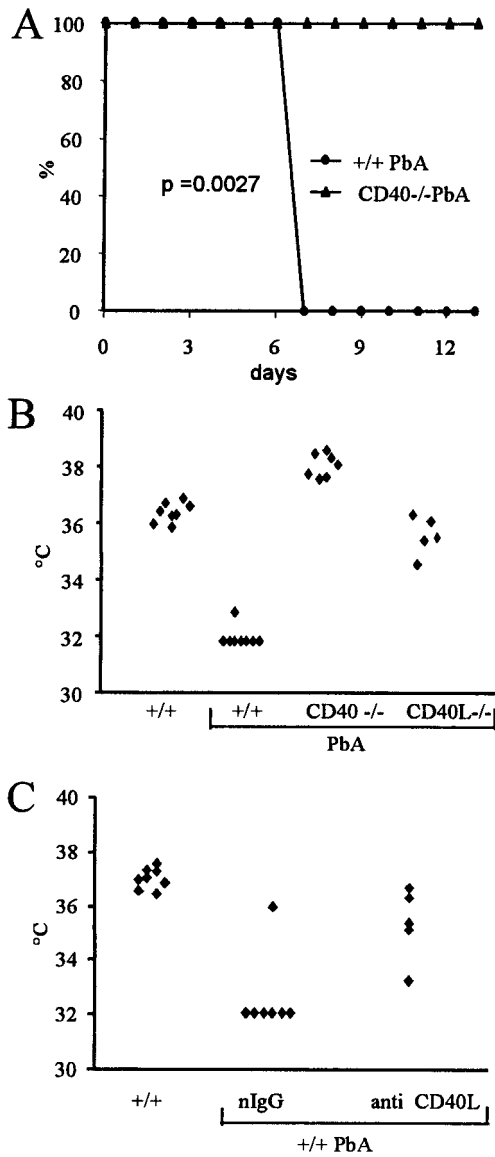 A
100
80
60
40
20
0
%
p =0.0027
+/+ PbA
CD40-/-PbA
0 3 6 9 12
days
B
40
38
36
34
32
30
°C
+/+ +/+ CD40 -/- CD40L-/-
PbA
C
40
38
36
34
32
30
°C
+/+ nIgG anti CD40L
+/+ PbA